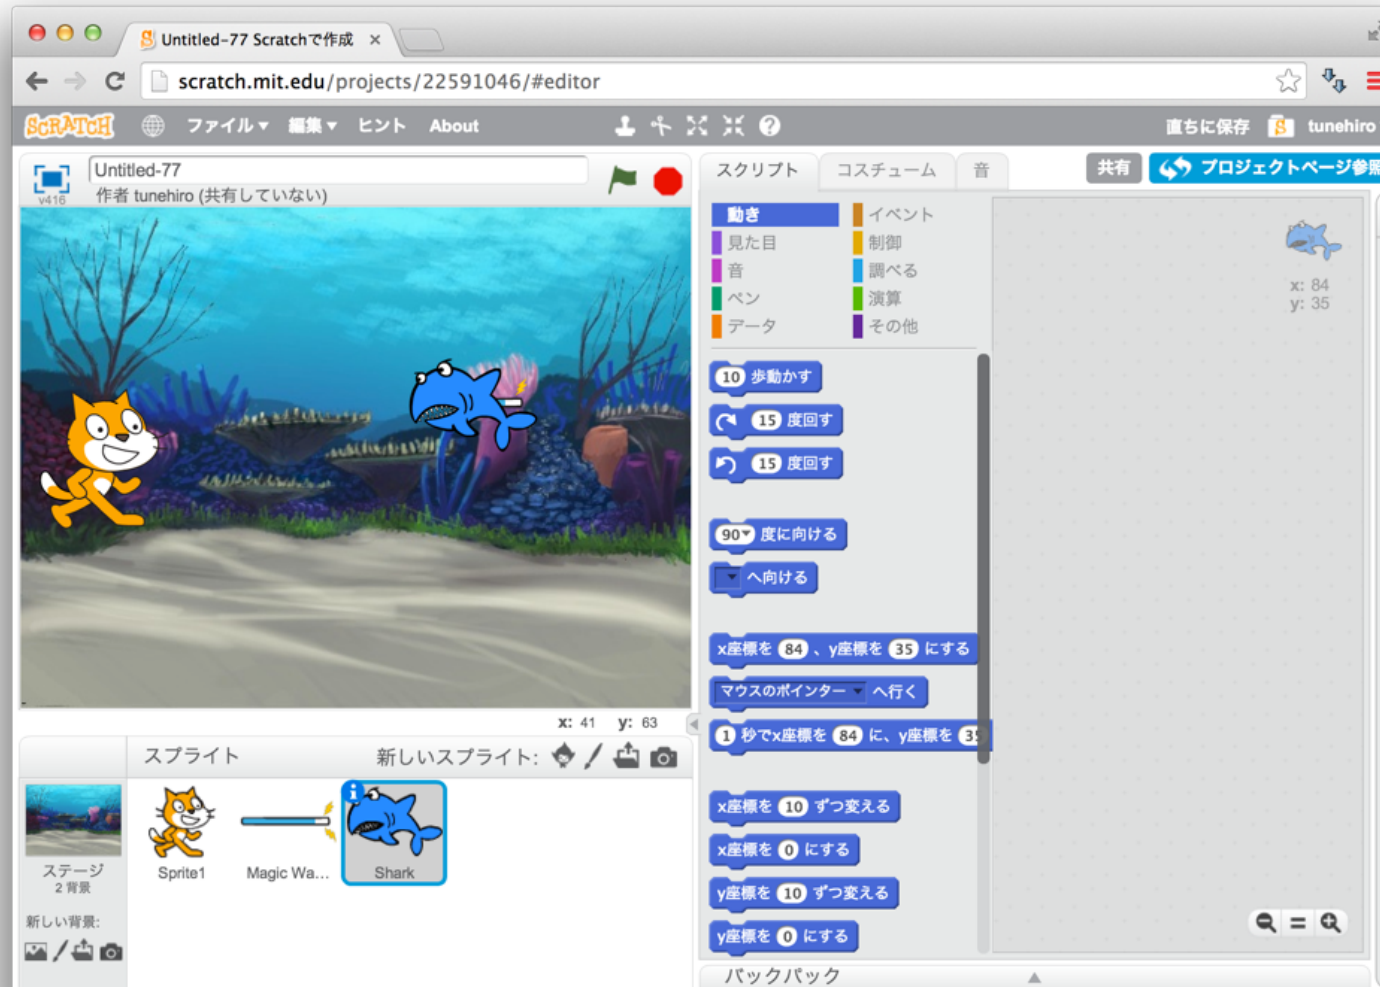 Untitled-77 Scratchで作成
scratch.mit.edu/projects/22591046/#editor
SCRATCH ファイル▼ 編集▼ ヒント About 直ちに保存 tunehiro
Untitled-77
v416 作者 tunehiro (共有していない)
スクリプト コスチューム 音 共有 プロジェクトページ参照
動き イベント
見た目 制御
音 調べる
ペン 演算
データ その他
x: 84
y: 35
10 歩動かす
15 度回す
15 度回す
90▼ 度に向ける
▼ へ向ける
x座標を 84 、y座標を 35 にする
マウスのポインター ▼ へ行く
1 秒でx座標を 84 に、y座標を 35
x座標を 10 ずつ変える
x座標を 0 にする
y座標を 10 ずつ変える
y座標を 0 にする
x: 41 y: 63
スプライト 新しいスプライト:
Sprite1 Magic Wa... Shark
ステージ
2 背景
新しい背景:
バックパック